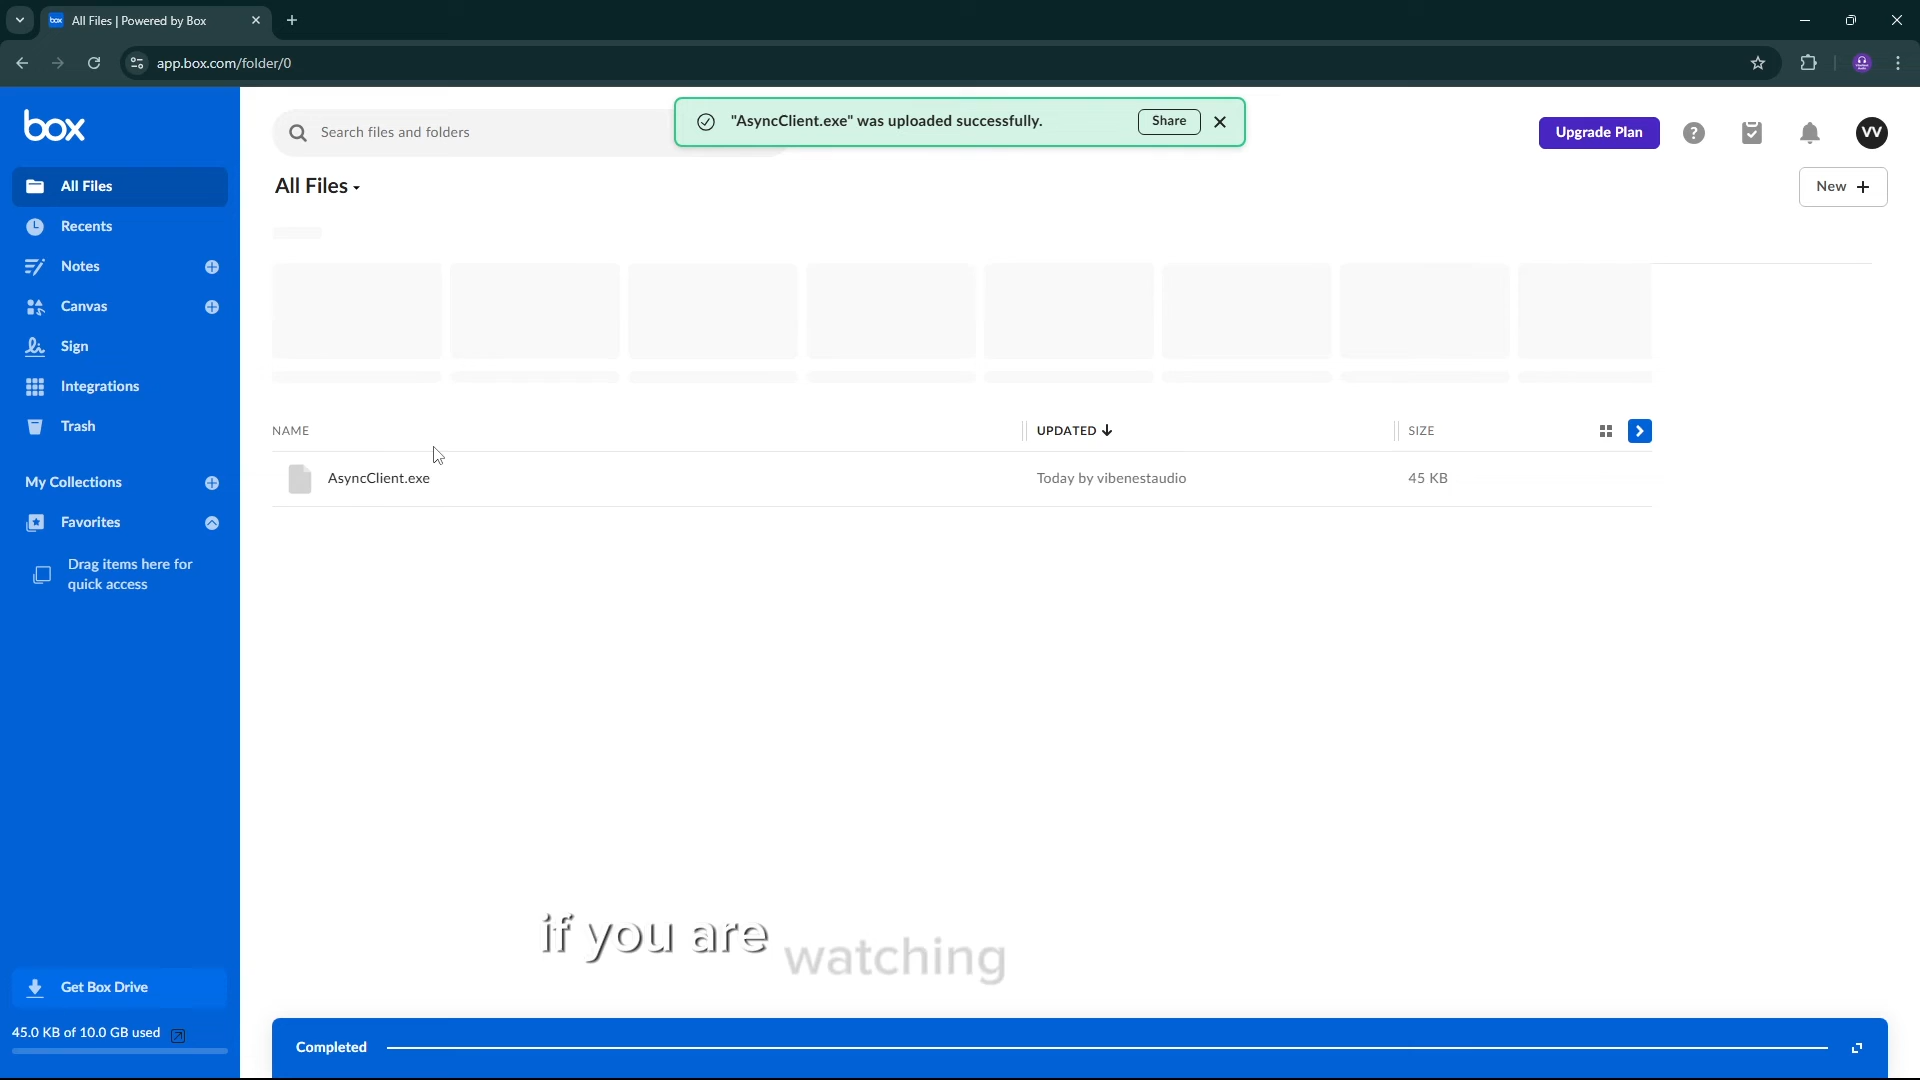 All Files | Powered by Box
app.box.com/folder/0
box
Search files and folders
"AsyncClient.exe" was uploaded successfully.
Share
Upgrade Plan
VV
All Files
All Files
New
Recents
Notes
Canvas
Sign
Integrations
Trash
NAME
UPDATED
SIZE
AsyncClient.exe
Today by vibenestaudio
45 KB
My Collections
Favorites
Drag items here for
quick access
if you are watching
Get Box Drive
45.0 KB of 10.0 GB used
Completed